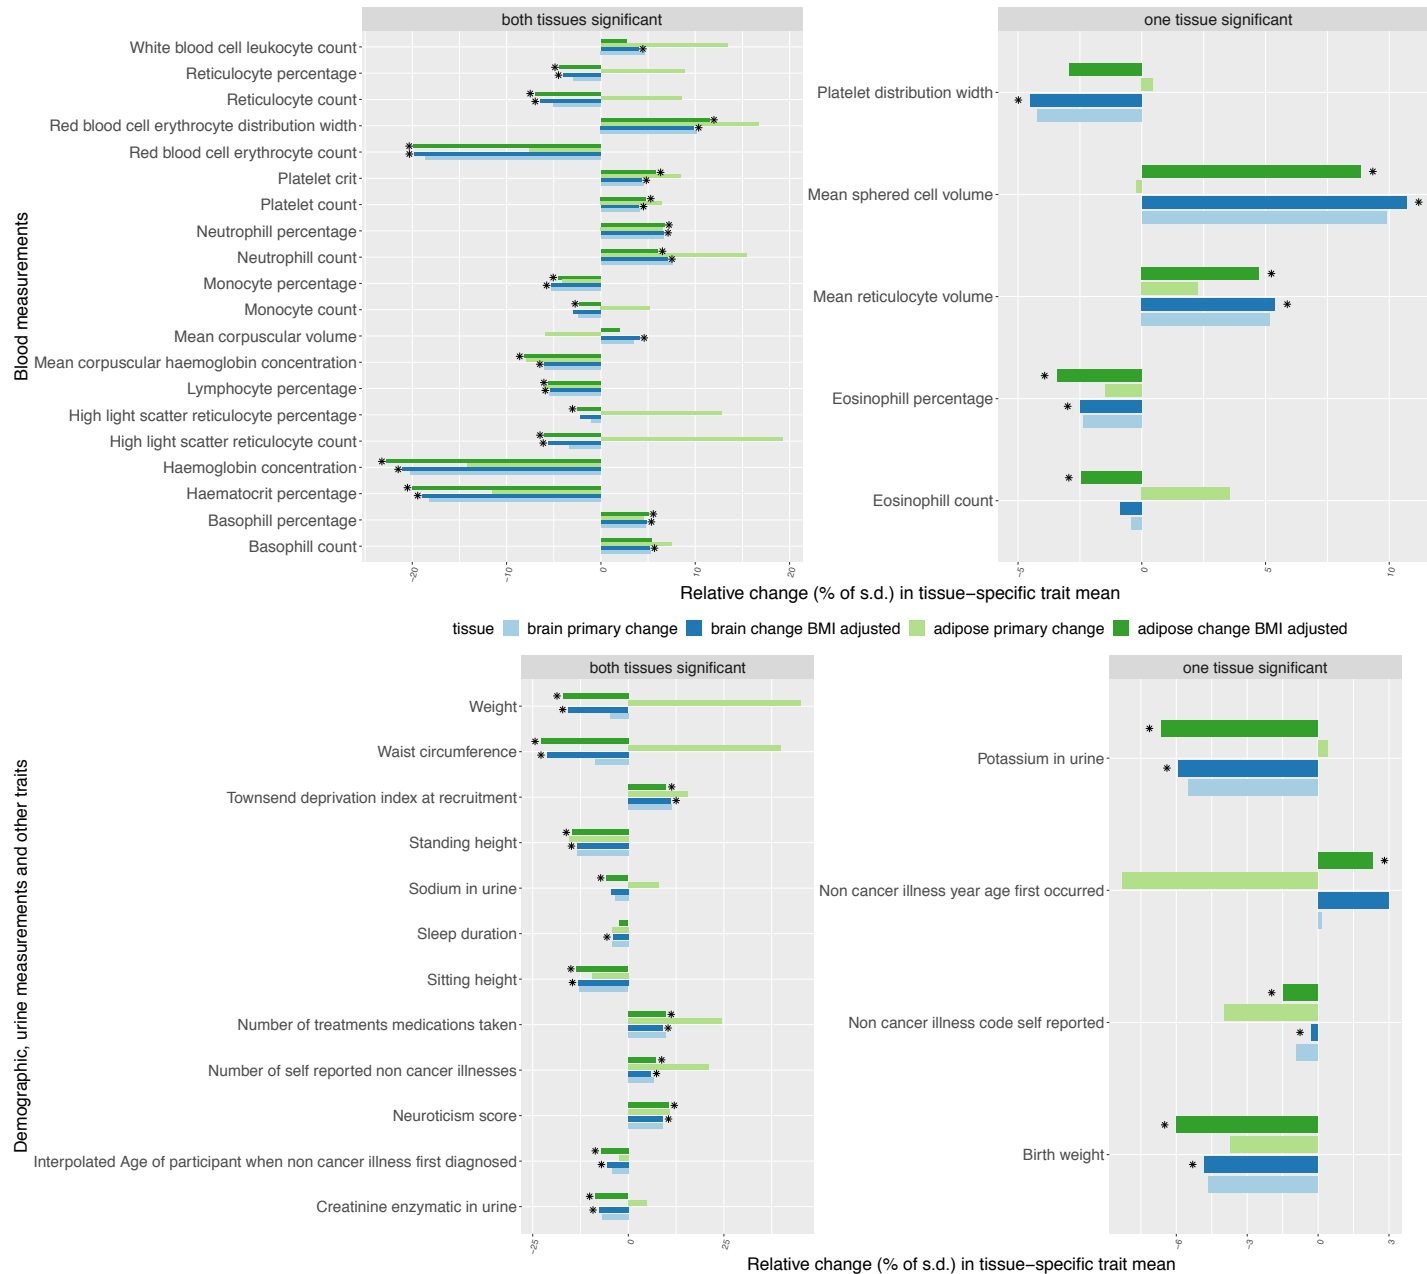 both tissues significant
one tissue significant
Blood measurements
White blood cell leukocyte count
Reticulocyte percentage
Reticulocyte count
Red blood cell erythrocyte distribution width
Red blood cell erythrocyte count
Platelet crit
Platelet count
Neutrophill percentage
Neutrophill count
Monocyte percentage
Monocyte count
Mean corpuscular volume
Mean corpuscular haemoglobin concentration
Lymphocyte percentage
High light scatter reticulocyte percentage
High light scatter reticulocyte count
Haemoglobin concentration
Haematocrit percentage
Basophill percentage
Basophill count
-20
-10
0
10
20
Platelet distribution width
Mean sphered cell volume
Mean reticulocyte volume
Eosinophill percentage
Eosinophill count
-5
0
5
10
Relative change (% of s.d.) in tissue-specific trait mean
tissue brain primary change brain change BMI adjusted adipose primary change adipose change BMI adjusted
both tissues significant
one tissue significant
Demographic, urine measurements and other traits
Weight
Waist circumference
Townsend deprivation index at recruitment
Standing height
Sodium in urine
Sleep duration
Sitting height
Number of treatments medications taken
Number of self reported non cancer illnesses
Neuroticism score
Interpolated Age of participant when non cancer illness first diagnosed
Creatinine enzymatic in urine
-25
0
25
Potassium in urine
Non cancer illness year age first occurred
Non cancer illness code self reported
Birth weight
-6
-3
0
3
Relative change (% of s.d.) in tissue-specific trait mean